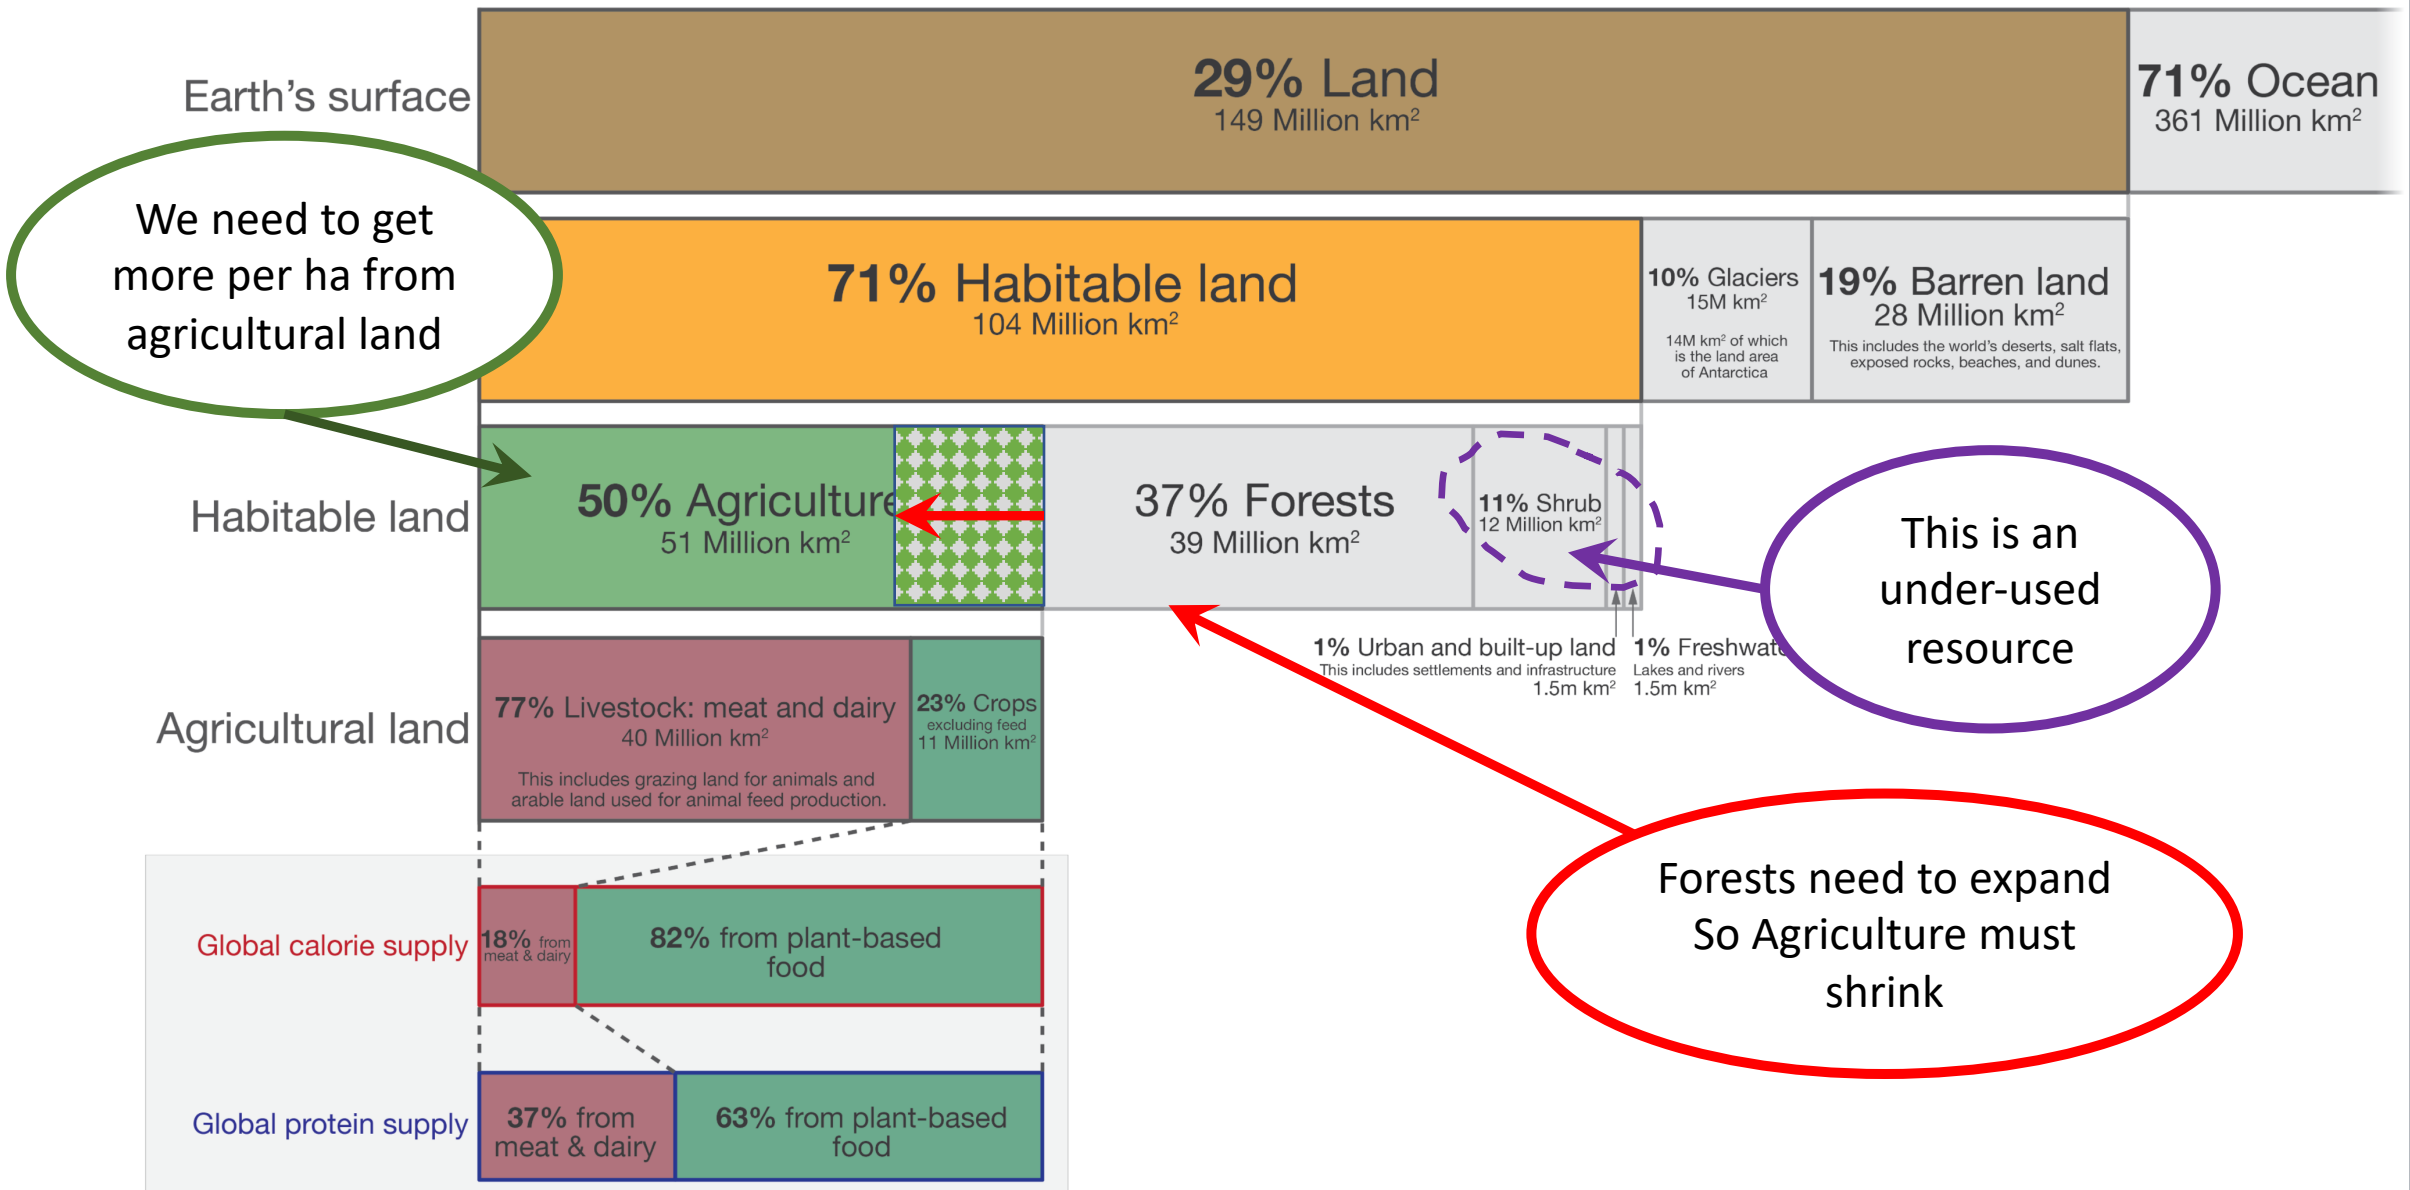 Earth's surface
29% Land
149 Million km²
71% Ocean
361 Million km²
We need to get
more per ha from
agricultural land
71% Habitable land
104 Million km²
10% Glaciers
15M km²
14M km² of which
is the land area
of Antarctica
19% Barren land
28 Million km²
This includes the world's deserts, salt flats,
exposed rocks, beaches, and dunes.
Habitable land
50% Agriculture
51 Million km²
37% Forests
39 Million km²
11% Shrub
12 Million km²
This is an
under-used
resource
1% Urban and built-up land
This includes settlements and infrastructure
1.5m km²
1% Freshwat
Lakes and rivers
1.5m km²
Agricultural land
77% Livestock: meat and dairy
40 Million km²
This includes grazing land for animals and
arable land used for animal feed production.
23% Crops
excluding feed
11 Million km²
Forests need to expand
So Agriculture must
shrink
Global calorie supply
18% from
meat & dairy
82% from plant-based
food
Global protein supply
37% from
meat & dairy
63% from plant-based
food